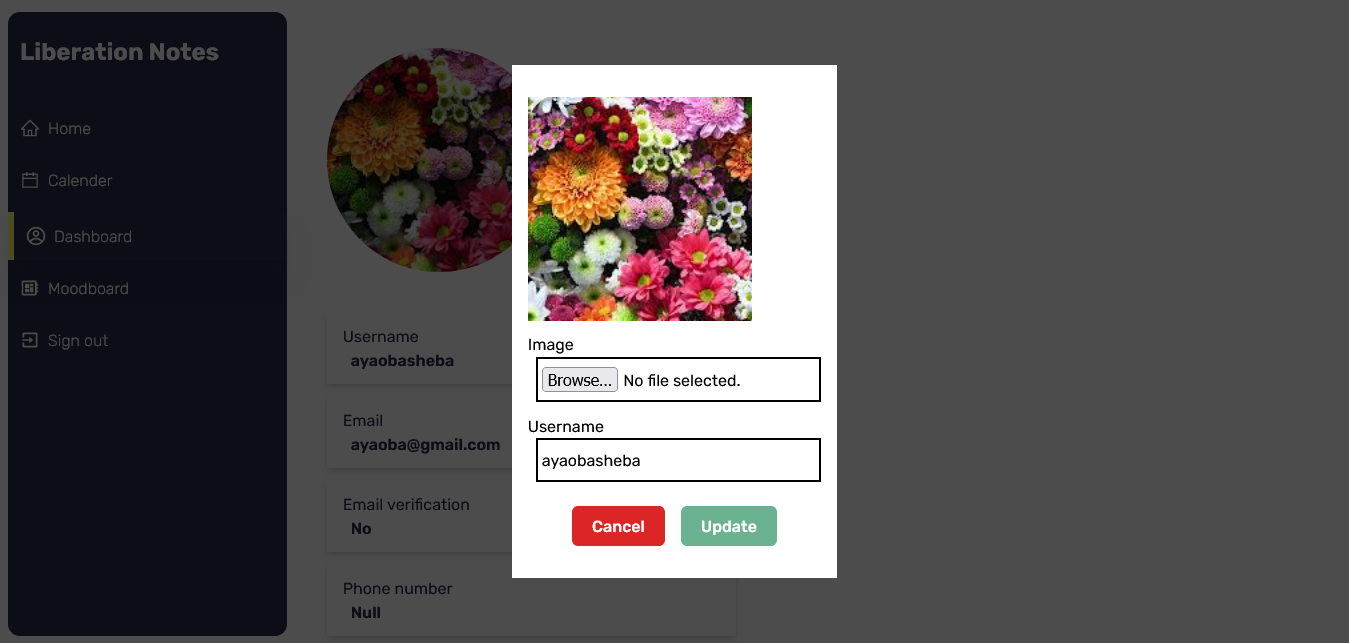 Liberation Notes
Home
Calender
Dashboard
Moodboard
Sign out
Username
ayaobasheba
Email
ayaoba@gmail.com
Email verification
No
Phone number
Null
Image
Browse... No file selected.
Username
ayaobasheba
Cancel Update